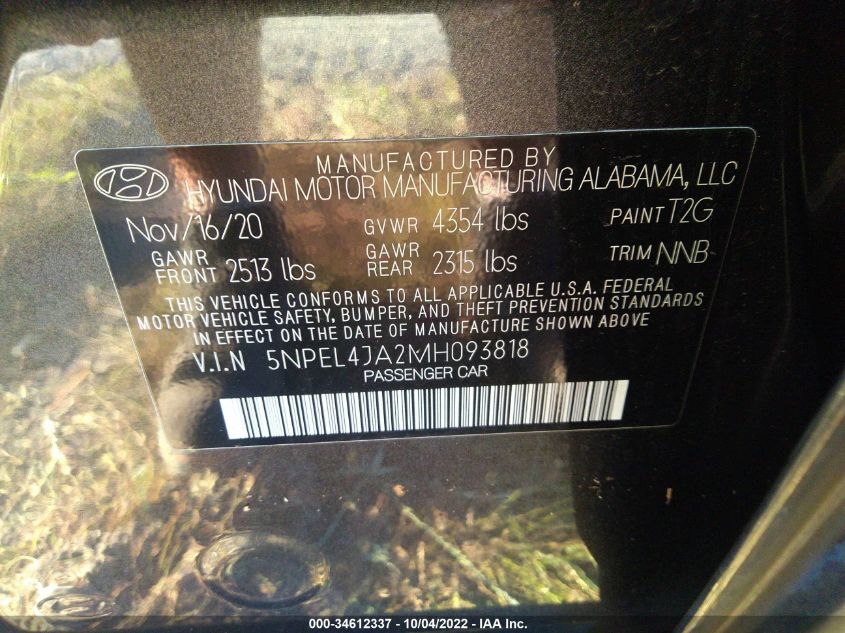 MANUFACTURED BY
HYUNDAI MOTOR MANUFACTURING ALABAMA, LLC
Nov/16/20 GVWR 4354 lbs PAINT T2G
GAWR FRONT 2513 lbs GAWR REAR 2315 lbs TRIM NNB
THIS VEHICLE CONFORMS TO ALL APPLICABLE U.S.A. FEDERAL
MOTOR VEHICLE SAFETY, BUMPER, AND THEFT PREVENTION STANDARDS
IN EFFECT ON THE DATE OF MANUFACTURE SHOWN ABOVE
V.I.N 5NPEL4JA2MH093818
PASSENGER CAR
000-34612337 - 10/04/2022 - IAA Inc.